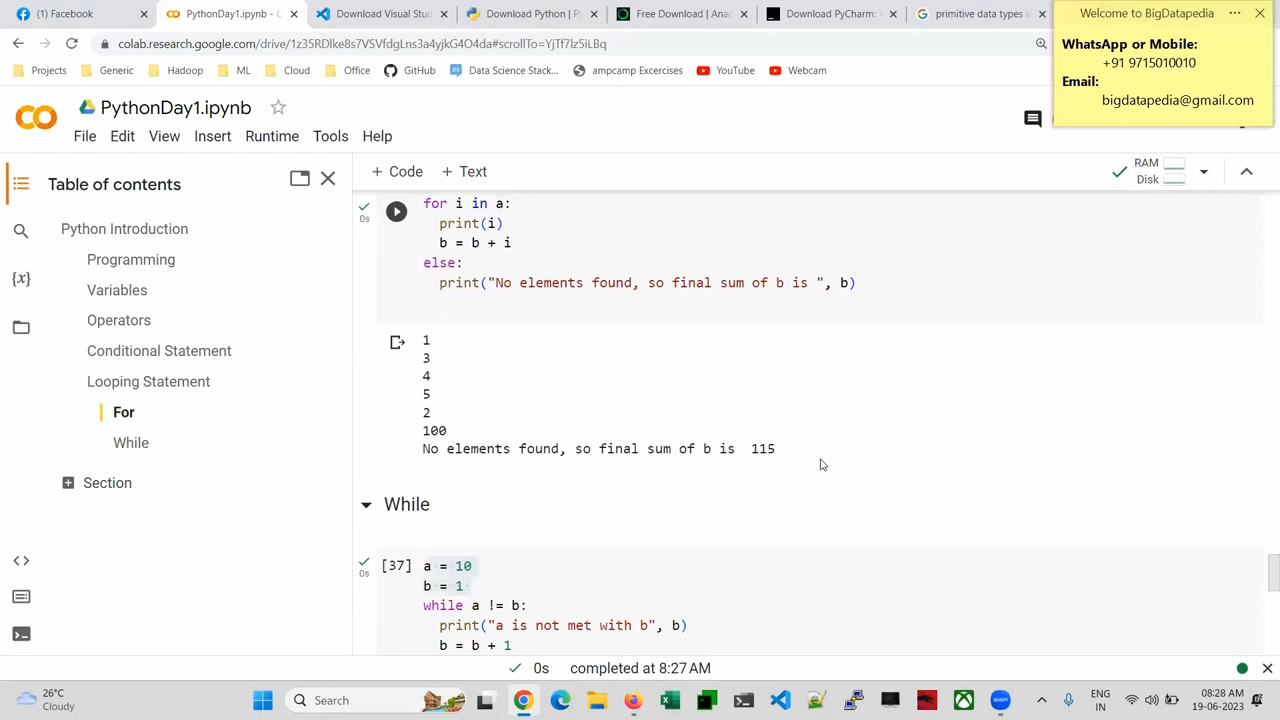 Facebook
PythonDay1.ipynb - C
Download Visual Stud
Download Python | Py
Free Download | Anac
Download PyCharm
primitive data types i
Welcome to BigDatapedia
WhatsApp or Mobile:
+91 9715010010
Email:
bigdatapedia@gmail.com
colab.research.google.com/drive/1z35RDlke8s7VSVfdgLns3a4yjkG4O4da#scrollTo=YjTf7lz5iLBq
Projects
Generic
Hadoop
ML
Cloud
Office
GitHub
Data Science Stack...
ampcamp Excercises
YouTube
Webcam
PythonDay1.ipynb
File Edit View Insert Runtime Tools Help
Table of contents
Python Introduction
Programming
Variables
Operators
Conditional Statement
Looping Statement
For
While
Section
+ Code + Text
RAM
Disk
0s
for i in a:
print(i)
b = b + i
else:
print("No elements found, so final sum of b is ", b)
1
3
4
5
2
100
No elements found, so final sum of b is 115
While
0s
[37] a = 10
b = 1
while a != b:
print("a is not met with b", b)
b = b + 1
0s completed at 8:27 AM
26°C
Cloudy
Search
ENG
IN
08:28 AM
19-06-2023